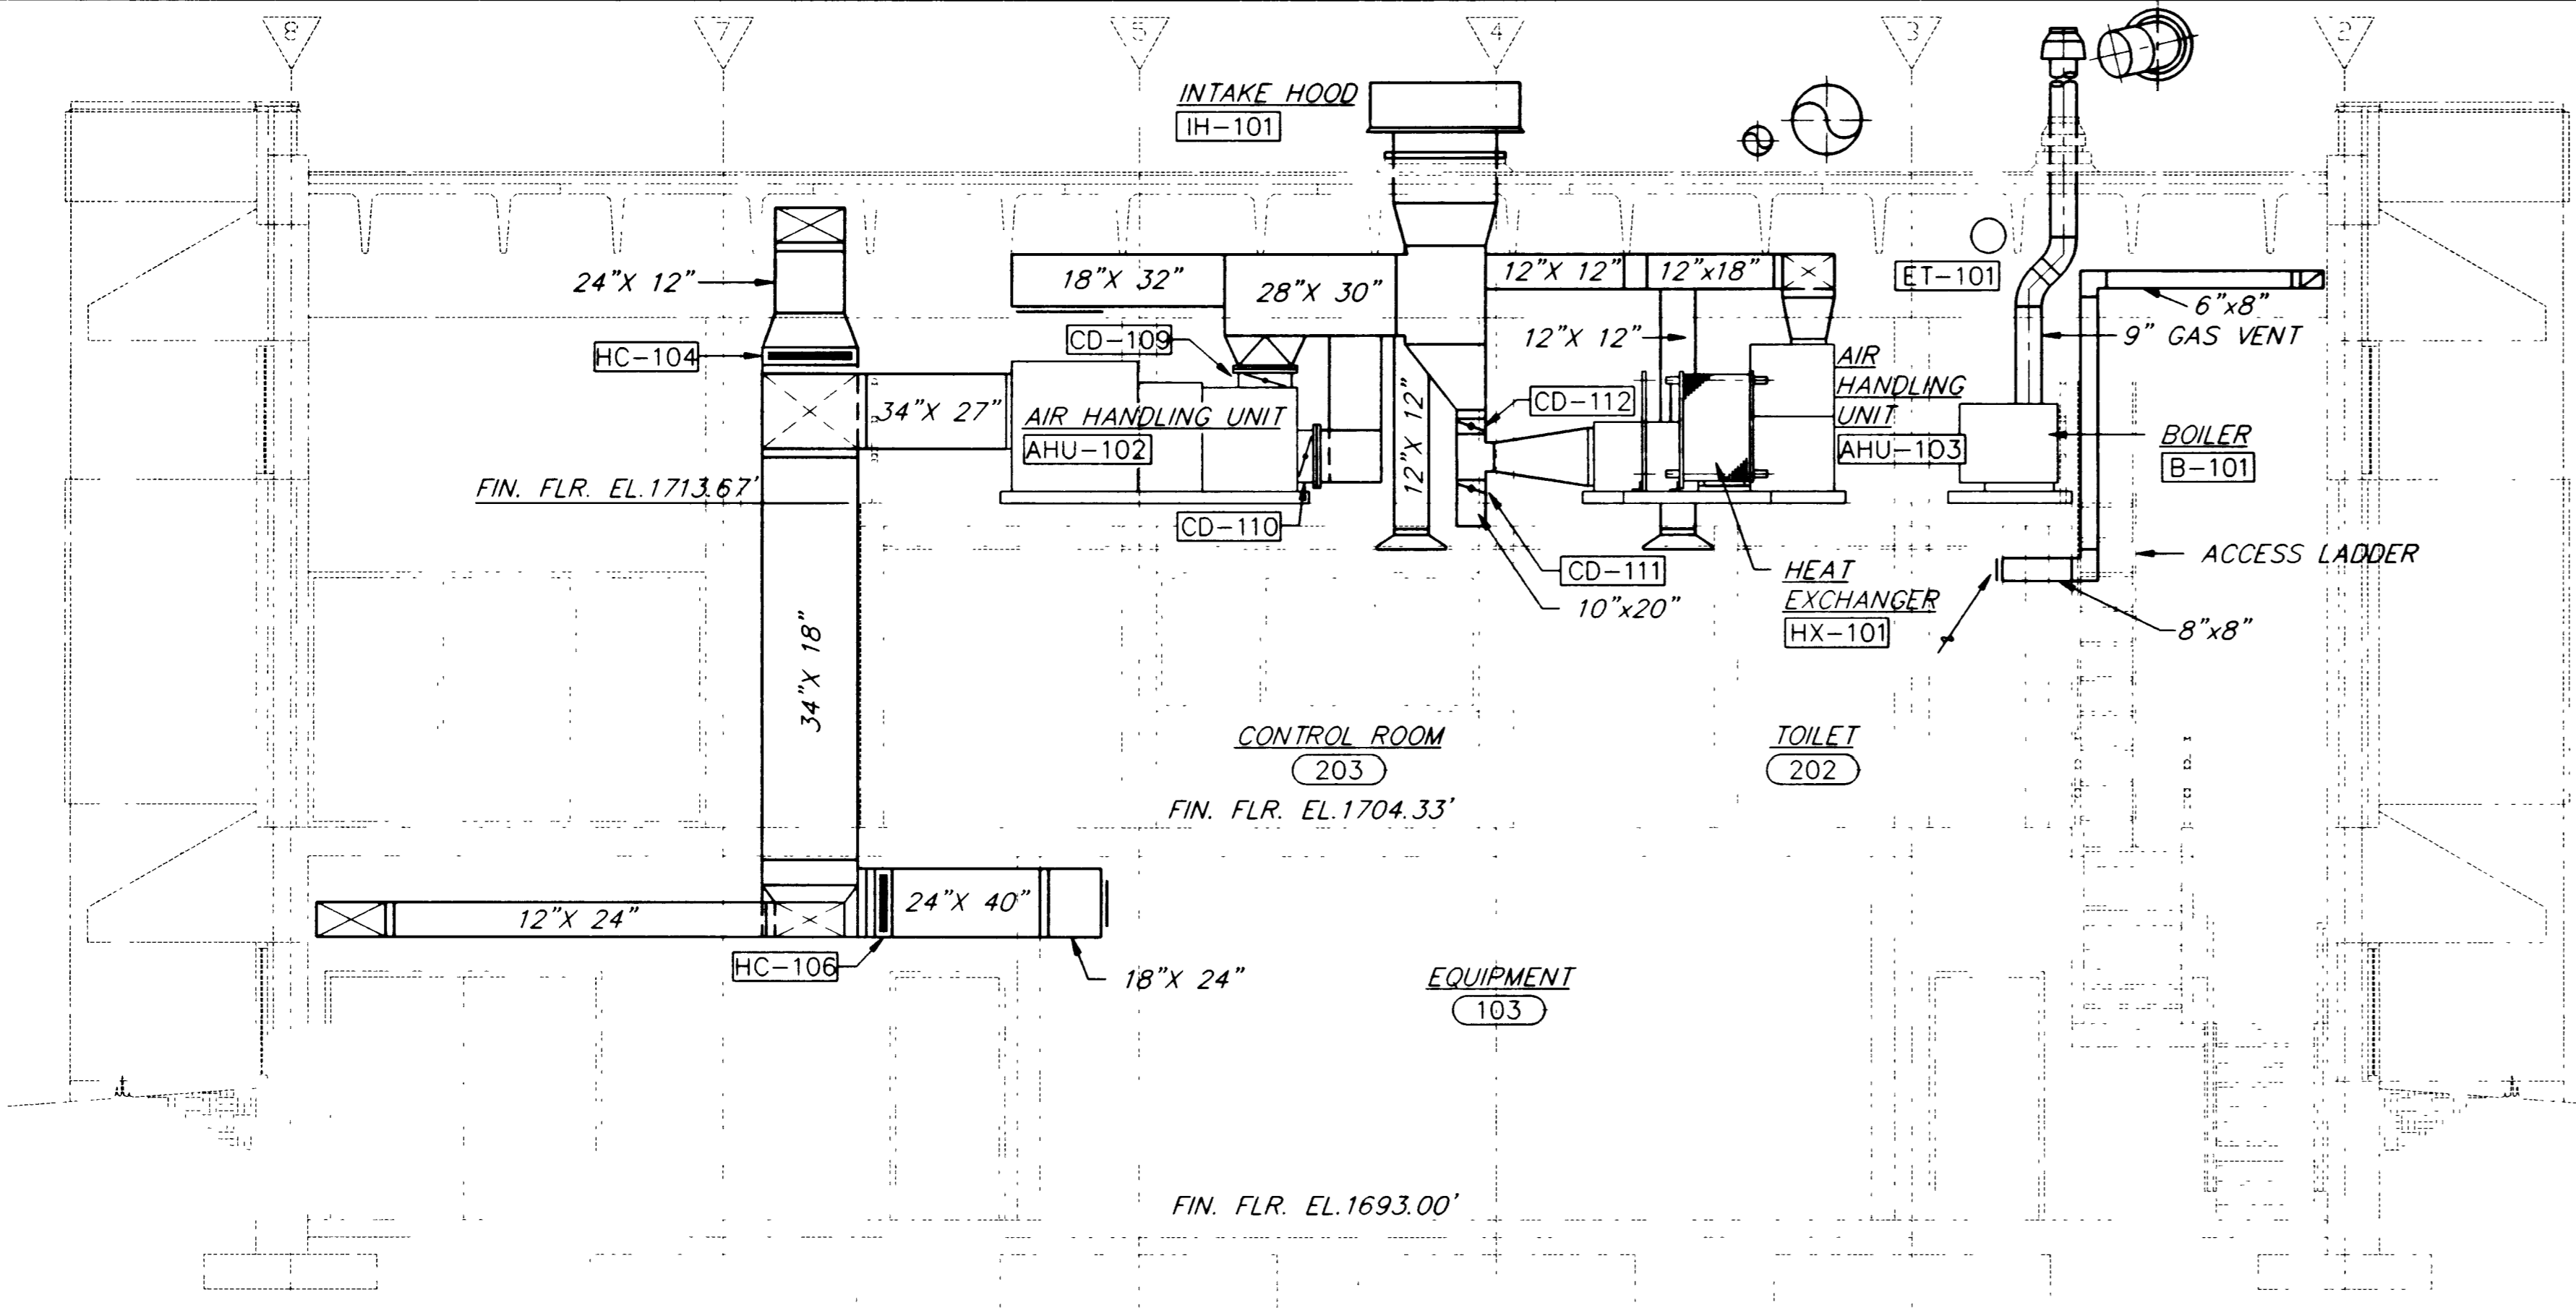 8
7
5
4
3
2
INTAKE HOOD
IH-101
24"X 12"
18"X 32"
28"X 30"
12"X 12"
12"x18"
ET-101
6"x8"
9" GAS VENT
HC-104
CD-109
12"X 12"
AIR
HANDLING
UNIT
AHU-103
34"X 27"
AIR HANDLING UNIT
AHU-102
12"X 12"
CD-112
BOILER
B-101
FIN. FLR. EL.1713.67'
CD-110
CD-111
10"x20"
HEAT
EXCHANGER
HX-101
ACCESS LADDER
8"x8"
34"X 18"
CONTROL ROOM
203
TOILET
202
FIN. FLR. EL.1704.33'
12"X 24"
24"X 40"
HC-106
18"X 24"
EQUIPMENT
103
FIN. FLR. EL.1693.00'